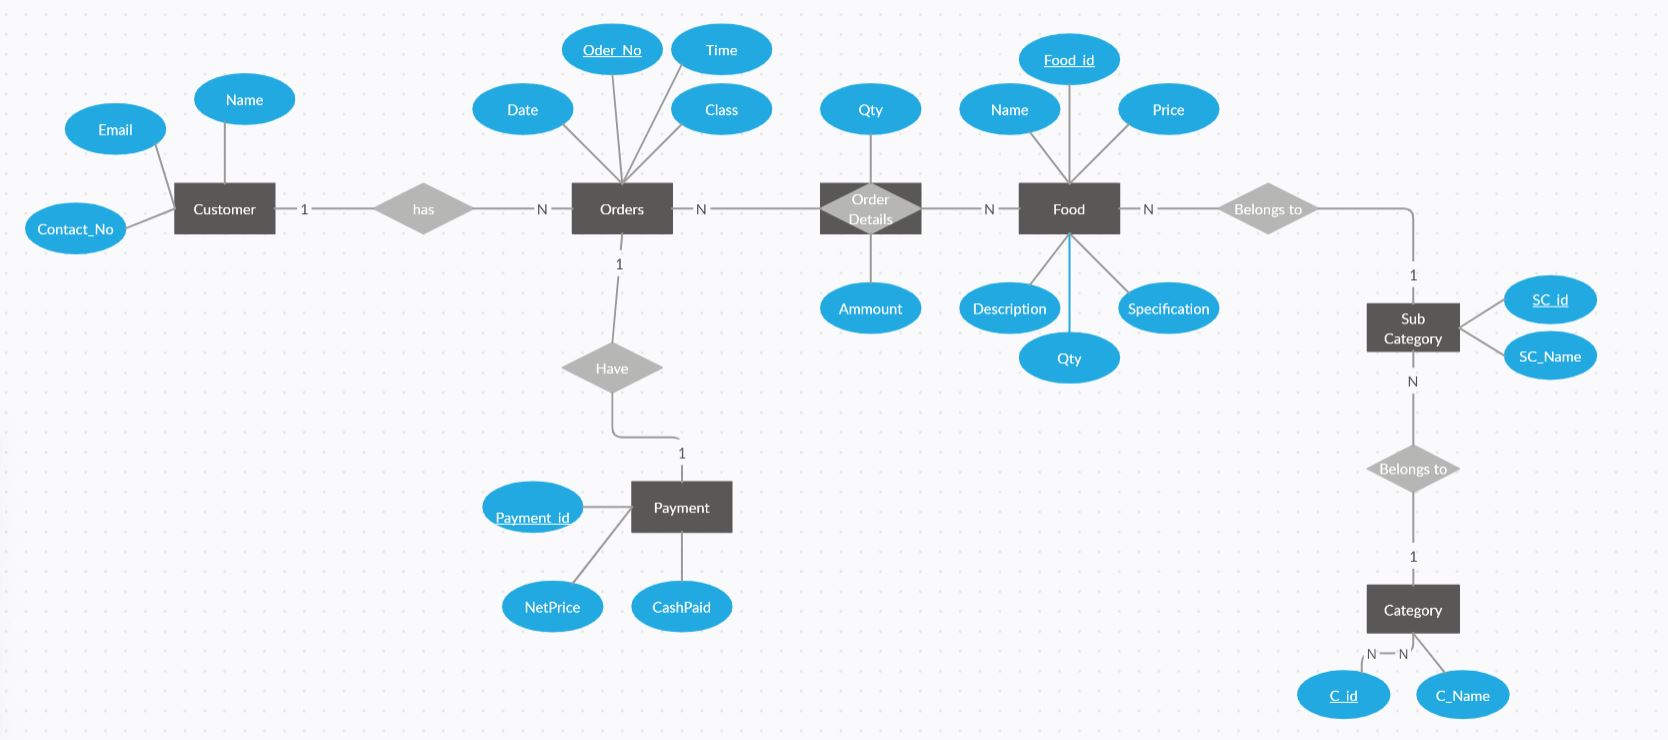 Oder_No
Time
Food_id
Name
Email
Date
Class
Qty
Name
Price
Customer
1
has
N
Orders
N
Order
Details
N
Food
N
Belongs to
Contact_No
1
1
Ammount
Description
Specification
Qty
Sub
Category
SC_id
SC_Name
Have
N
1
Belongs to
Payment_id
Payment
NetPrice
CashPaid
1
Category
N
N
C_id
C_Name